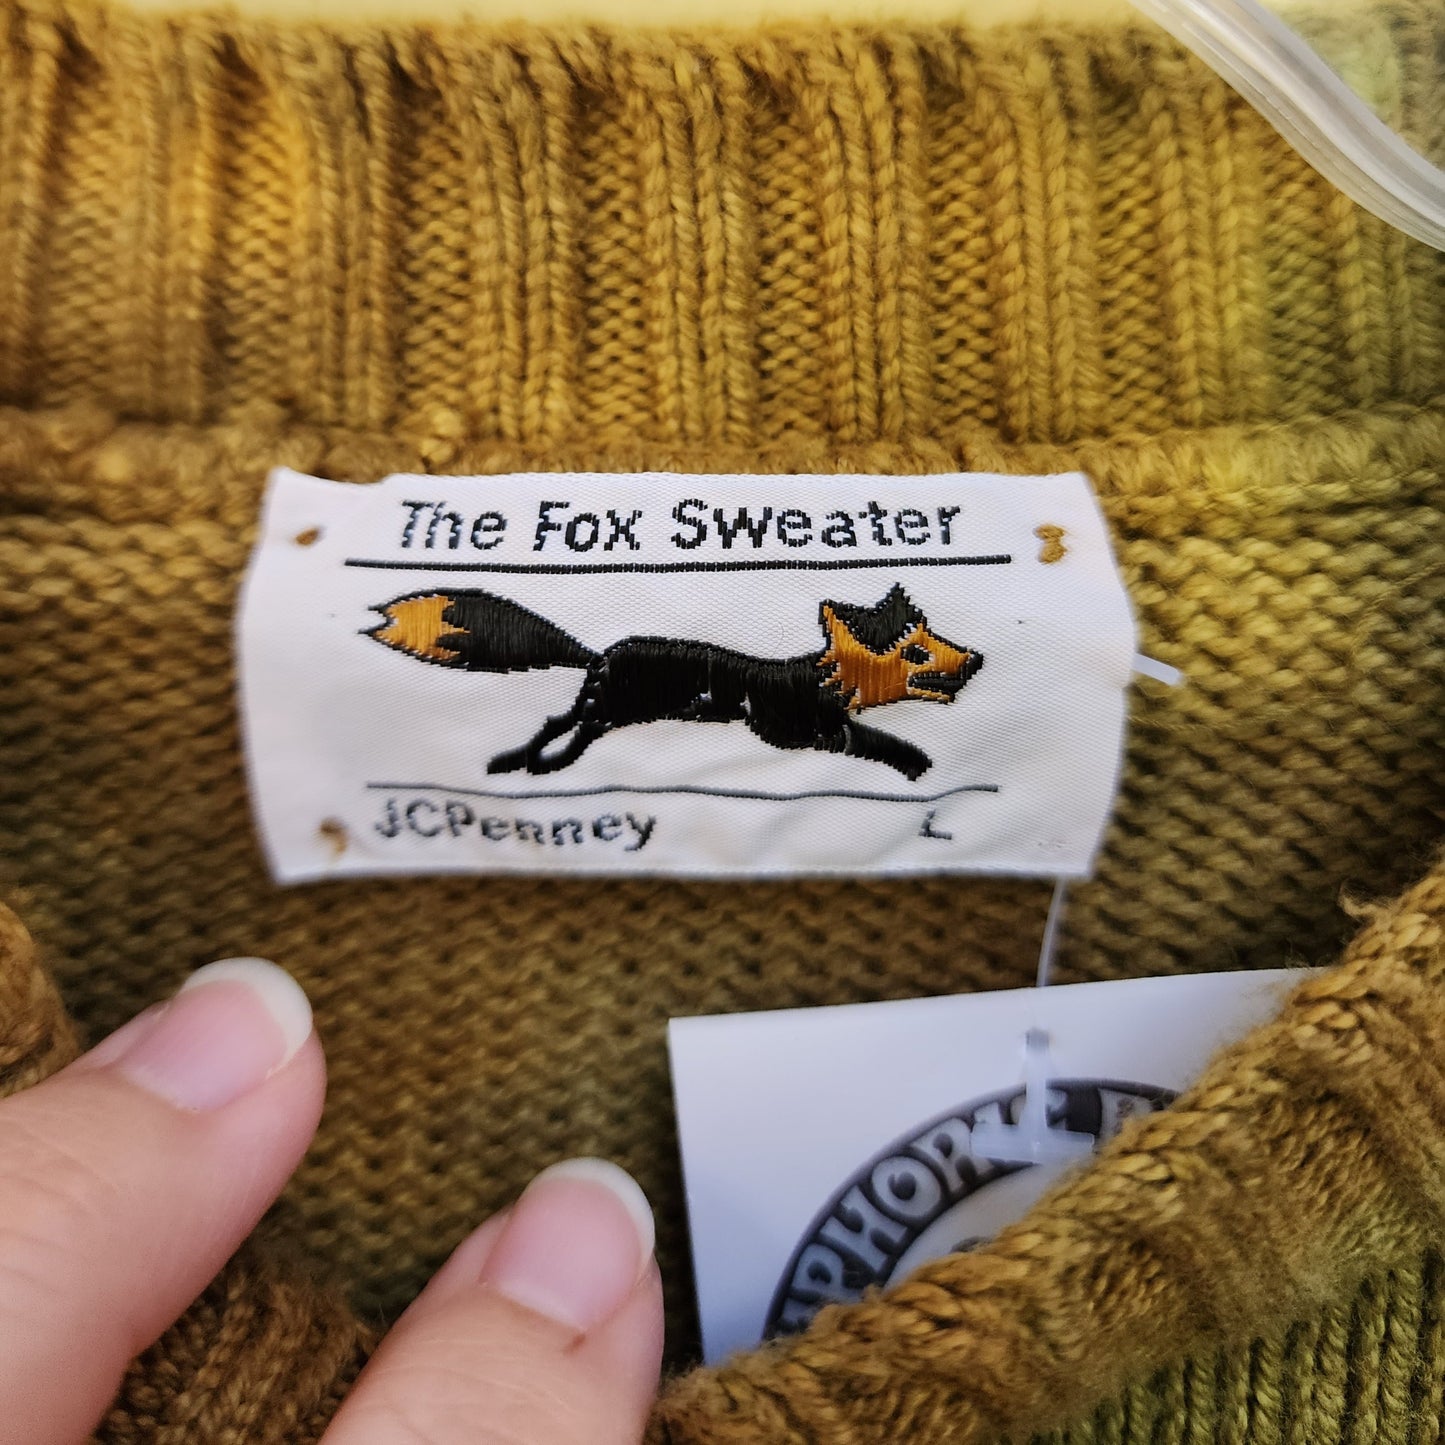 The Fox Sweater
JCPenney L